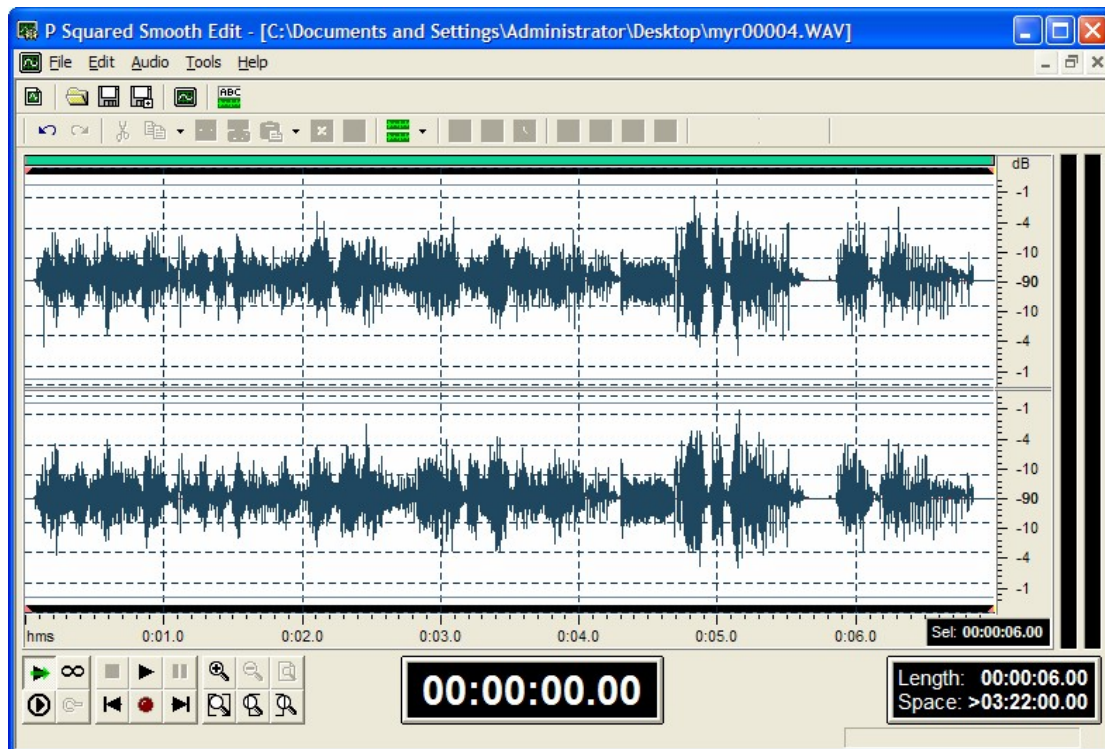 P Squared Smooth Edit - [C:\Documents and Settings\Administrator\Desktop\myr00004.WAV]
File Edit Audio Tools Help
ABC
dB
-1
-4
-10
-90
-10
-4
-1
-1
-4
-10
-90
-10
-4
-1
hms 0:01.0 0:02.0 0:03.0 0:04.0 0:05.0 0:06.0 Sel: 00:00:06.00
00:00:00.00
Length: 00:00:06.00
Space: >03:22:00.00